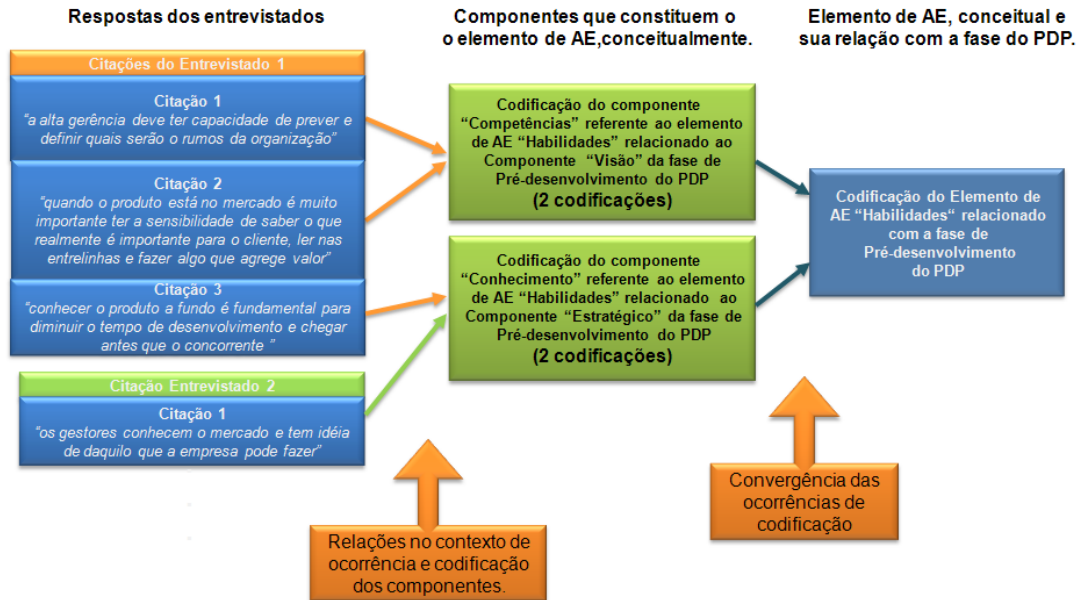 Respostas dos entrevistados
Citações do Entrevistado 1
Citação 1
“a alta gerência deve ter capacidade de prever e
definir quais serão o rumos da organização”
Citação 2
“quando o produto está no mercado é muito
importante ter a sensibilidade de saber o que
realmente é importante para o cliente, ler nas
entrelinhas e fazer algo que agrege valor”
Citação 3
“conhecer o produto a fundo é fundamental para
diminuir o tempo de desenvolvimento e chegar
antes que o concorrente ”
Citação Entrevistado 2
Citação 1
“os gestores conhecem o mercado e tem idéia
de daquilo que a empresa pode fazer”
Componentes que constituem o
o elemento de AE,conceitualmente.
Codificação do componente
“Competências” referente ao elemento
de AE “Habilidades” relacionado ao
Componente “Visão” da fase de
Pré-desenvolvimento do PDP
(2 codificações)
Codificação do componente
“Conhecimento” referente ao elemento
de AE “Habilidades” relacionado ao
Componente “Estratégico” da fase de
Pré-desenvolvimento do PDP
(2 codificações)
Relações no contexto de
ocorrência e codificação
dos componentes.
Elemento de AE, conceitual e
sua relação com a fase do PDP.
Codificação do Elemento de
AE “Habilidades“ relacionado
com a fase de
Pré-desenvolvimento
do PDP
Convergência das
ocorrências de
codificação